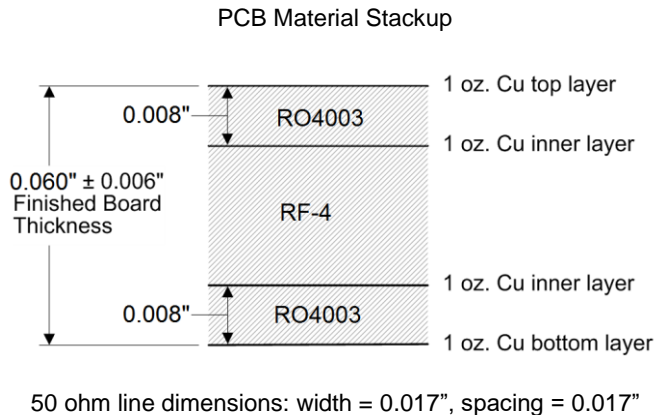 PCB Material Stackup
1 oz. Cu top layer
0.008"
RO4003
1 oz. Cu inner layer
0.060" ± 0.006"
Finished Board
Thickness
RF-4
1 oz. Cu inner layer
0.008"
RO4003
1 oz. Cu bottom layer
50 ohm line dimensions: width = 0.017”, spacing = 0.017”